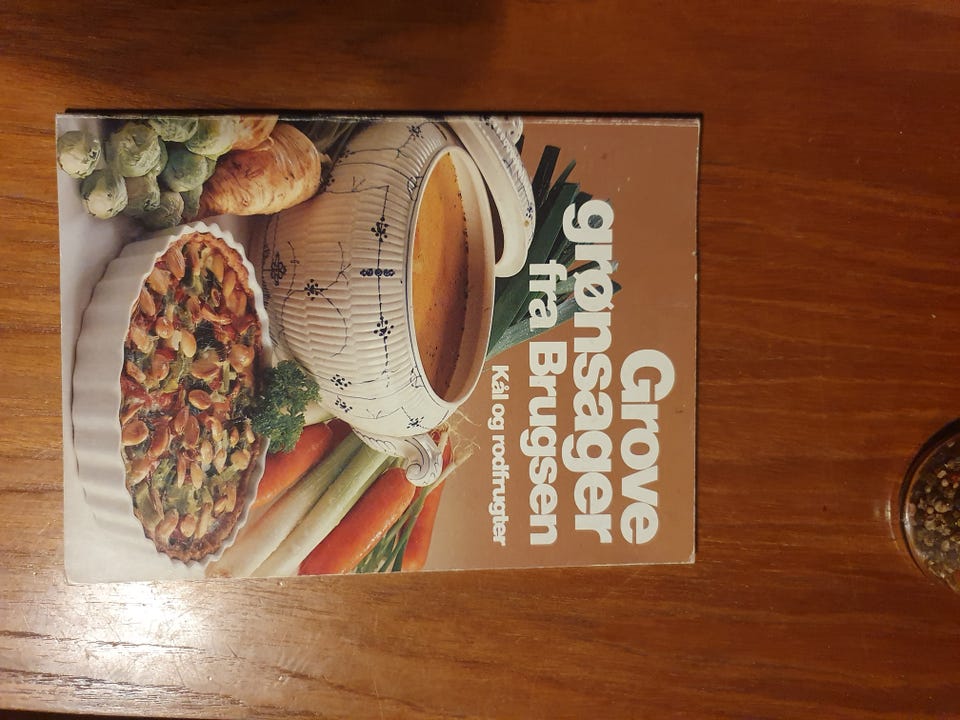 Grove
grønsager
fra Brugsen
Kål og rodfrugter